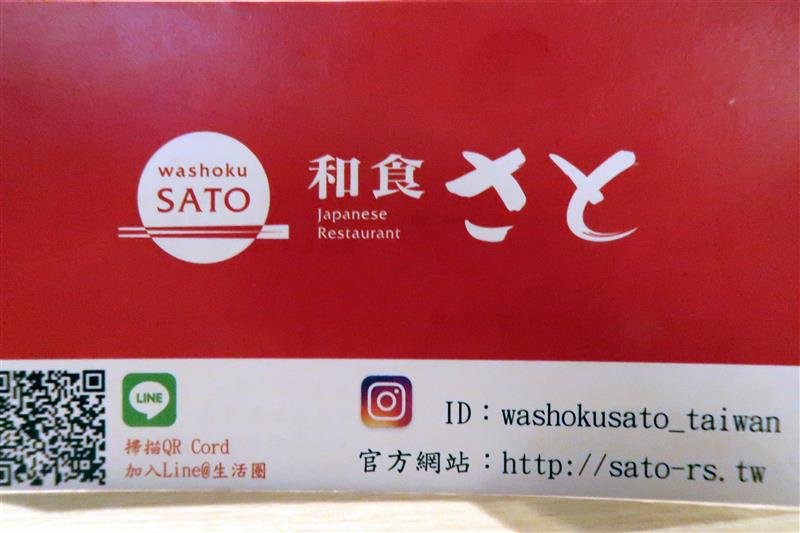 washoku
SATO
和食 さと
Japanese
Restaurant
LINE
掃描QR Cord
加入Line@生活圈
ID：washokusato_taiwan
官方網站：http://sato-rs.tw